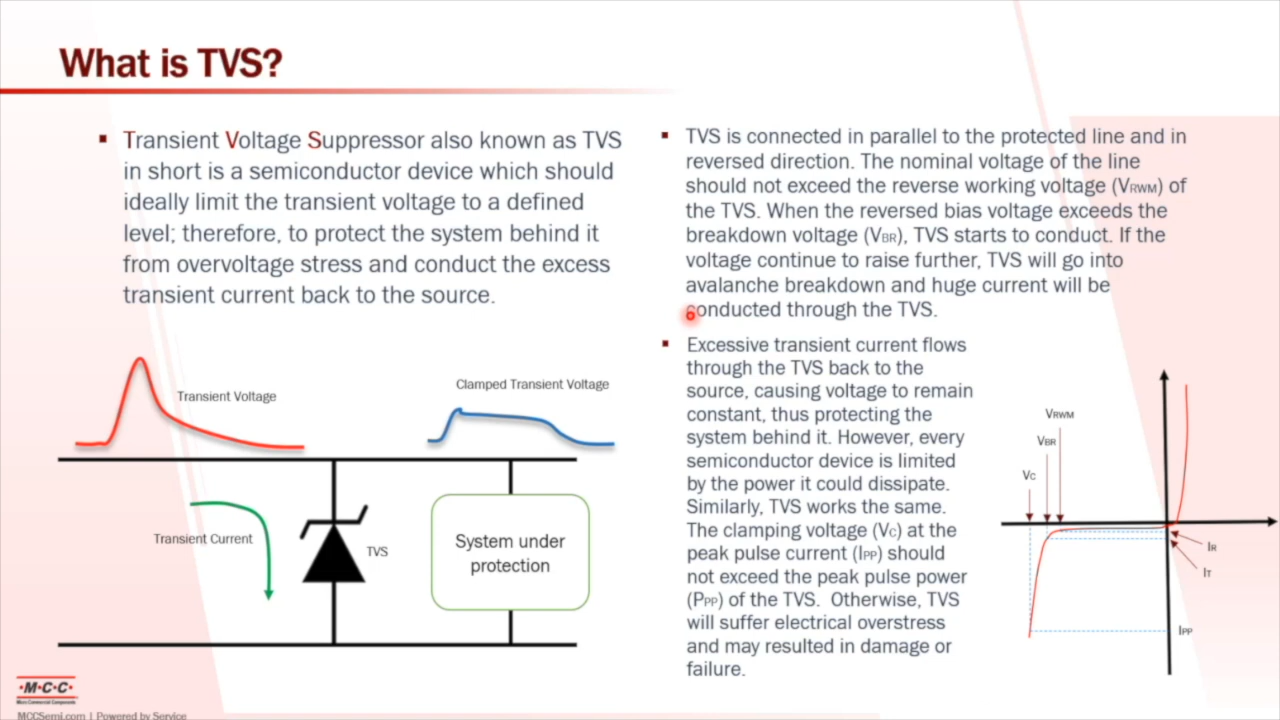 What is TVS?
Transient Voltage Suppressor also known as TVS
in short is a semiconductor device which should
ideally limit the transient voltage to a defined
level; therefore, to protect the system behind it
from overvoltage stress and conduct the excess
transient current back to the source.
TVS is connected in parallel to the protected line and in
reversed direction. The nominal voltage of the line
should not exceed the reverse working voltage (VRWM) of
the TVS. When the reversed bias voltage exceeds the
breakdown voltage (VBR), TVS starts to conduct. If the
voltage continue to raise further, TVS will go into
avalanche breakdown and huge current will be
conducted through the TVS.
Excessive transient current flows
through the TVS back to the
source, causing voltage to remain
constant, thus protecting the
system behind it. However, every
semiconductor device is limited
by the power it could dissipate.
Similarly, TVS works the same.
The clamping voltage (VC) at the
peak pulse current (IPP) should
not exceed the peak pulse power
(PPP) of the TVS. Otherwise, TVS
will suffer electrical overstress
and may resulted in damage or
failure.
Transient Voltage
Clamped Transient Voltage
Transient Current
TVS
System under
protection
VRWM
VBR
VC
IR
IT
IPP
·M·C·C·
Micro Commercial Components
MCCSemi.com | Powered by Service